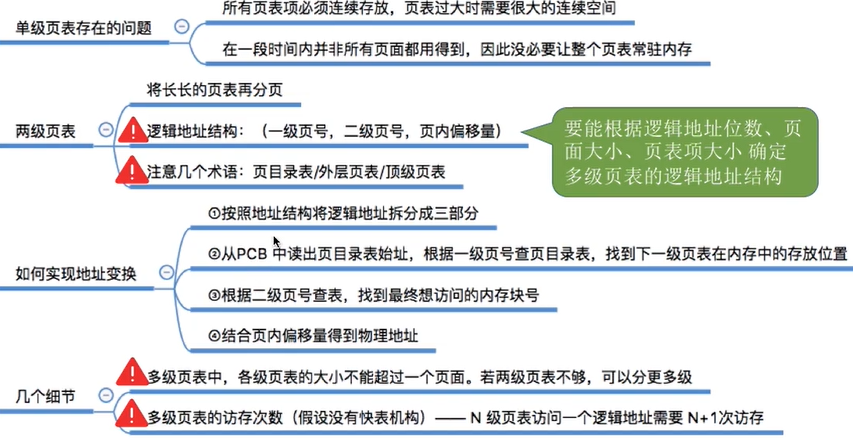 单级页表存在的问题
所有页表项必须连续存放，页表过大时需要很大的连续空间
在一段时间内并非所有页面都用得到，因此没必要让整个页表常驻内存
两级页表
将长长的页表再分页
逻辑地址结构：（一级页号，二级页号，页内偏移量）
注意几个术语：页目录表/外层页表/顶级页表
要能根据逻辑地址位数、页
面大小、页表项大小 确定
多级页表的逻辑地址结构
如何实现地址变换
①按照地址结构将逻辑地址拆分成三部分
②从PCB 中读出页目录表始址，根据一级页号查页目录表，找到下一级页表在内存中的存放位置
③根据二级页号查表，找到最终想访问的内存块号
④结合页内偏移量得到物理地址
几个细节
多级页表中，各级页表的大小不能超过一个页面。若两级页表不够，可以分更多级
多级页表的访存次数（假设没有快表机构）—— N 级页表访问一个逻辑地址需要 N+1次访存